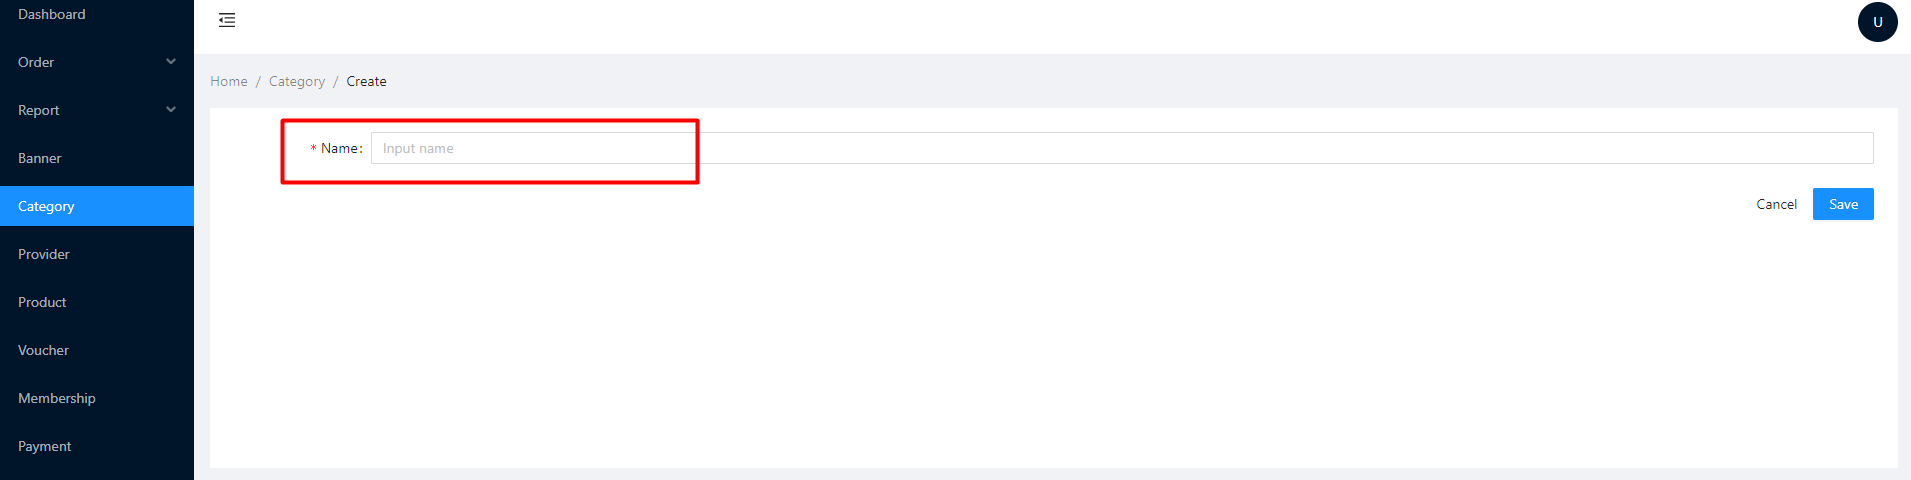 Dashboard
Order
Report
Banner
Category
Provider
Product
Voucher
Membership
Payment
U
Home / Category / Create
* Name: Input name
Cancel Save